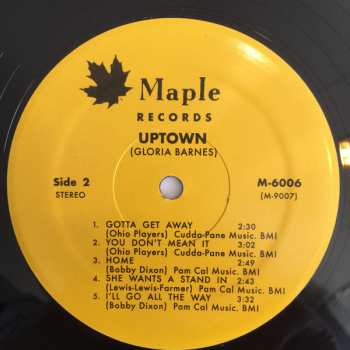 Maple
RECORDS
UPTOWN
(GLORIA BARNES)
Side 2
STEREO
M-6006
(M-9007)
1. GOTTA GET AWAY 2:30
(Ohio Players) Cudda-Pane Music. BMI
2. YOU DON'T MEAN IT 3:02
(Ohio Players) Cudda-Pane Music. BMI
3. HOME 2:49
(Bobby Dixon) Pam Cal Music. BMI
4. SHE WANTS A STAND IN 2:43
(Lewis-Lewis-Farmer) Pam Cal Music. BMI
5. I'LL GO ALL THE WAY 3:32
(Bobby Dixon) Pam Cal Music. BMI